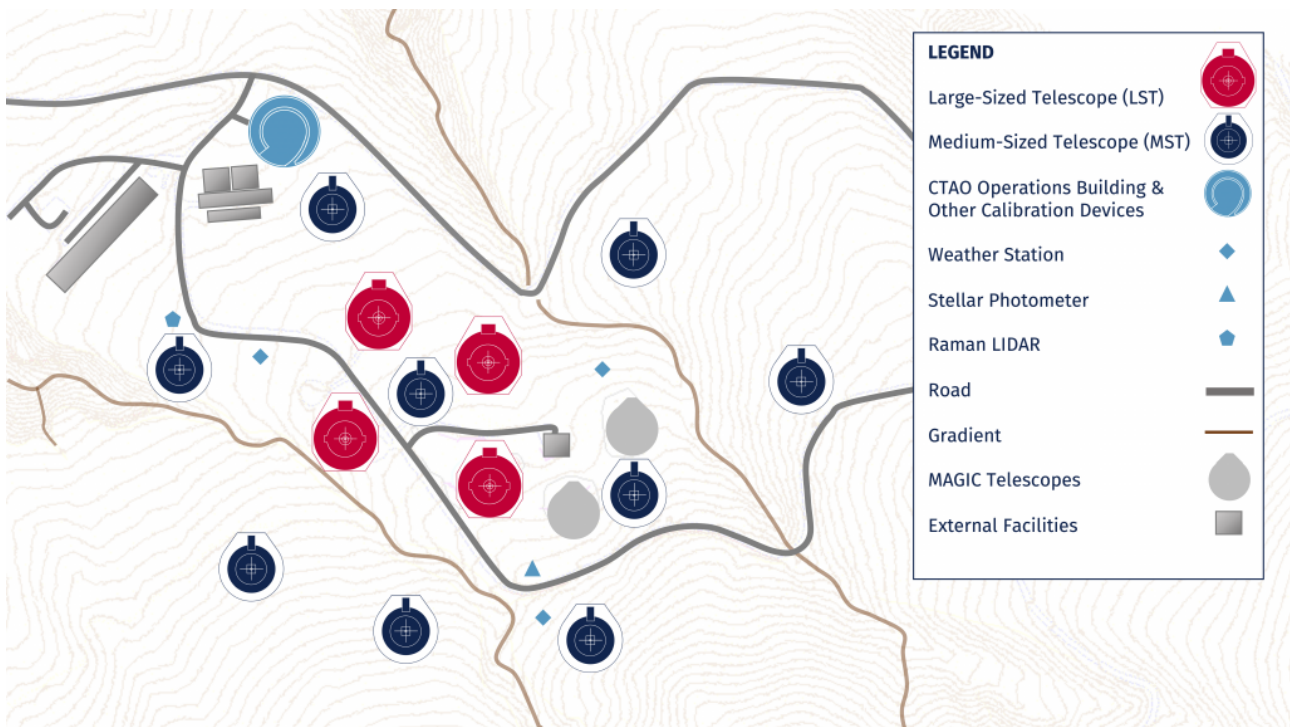 LEGEND
Large-Sized Telescope (LST)
Medium-Sized Telescope (MST)
CTAO Operations Building &
Other Calibration Devices
Weather Station
Stellar Photometer
Raman LIDAR
Road
Gradient
MAGIC Telescopes
External Facilities